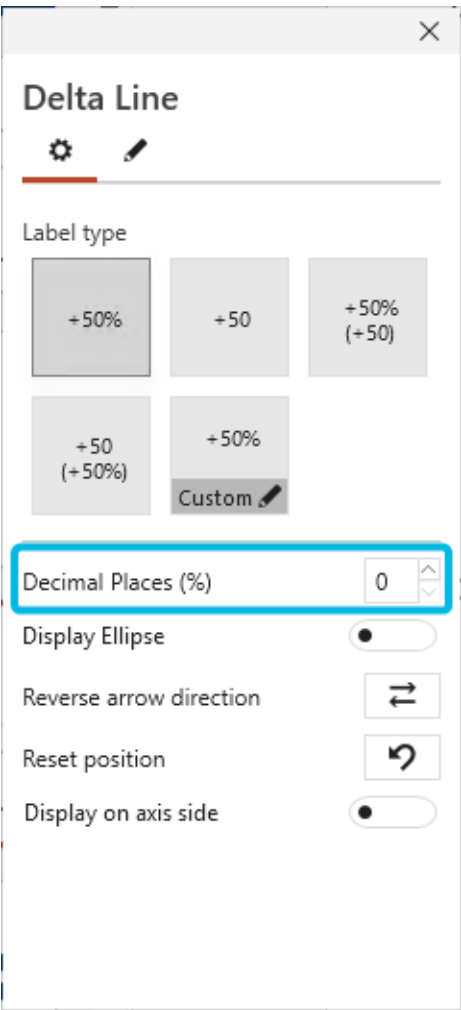 Delta Line
Label type
+50%
+50
+50%
(+50)
+50
(+50%)
+50%
Custom
Decimal Places (%)
0
Display Ellipse
Reverse arrow direction
Reset position
Display on axis side